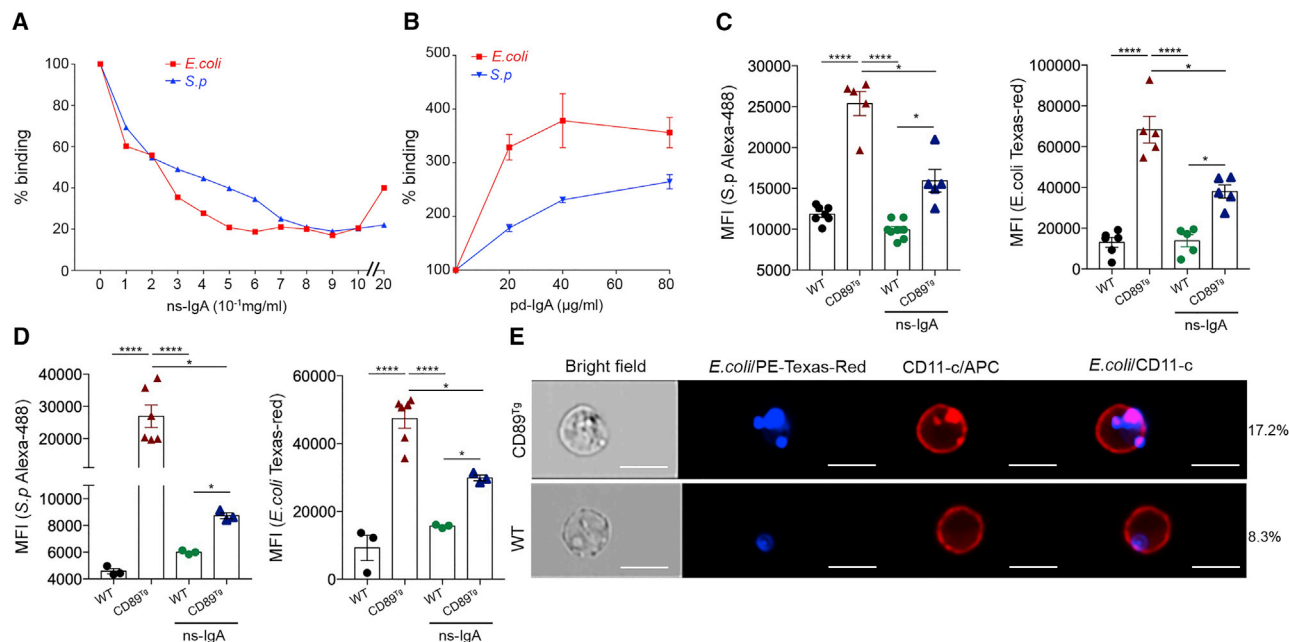 A
E.coli
S.p
% binding
100
80
60
40
20
0
0 1 2 3 4 5 6 7 8 9 10 20
ns-IgA (10⁻¹mg/ml)
B
E.coli
S.p
% binding
500
400
300
200
100
20 40 60 80
pd-IgA (µg/ml)
C
MFI (S.p Alexa-488)
30000
25000
20000
15000
10000
5000
**** ****
*
*
WT CD89Tg WT CD89Tg
ns-IgA
MFI (E.coli Texas-red)
100000
80000
60000
40000
20000
0
**** ****
*
*
WT CD89Tg WT CD89Tg
ns-IgA
D
MFI (S.p Alexa-488)
40000
30000
20000
10000
8000
6000
4000
**** ****
*
*
WT CD89Tg WT CD89Tg
ns-IgA
MFI (E.coli Texas-red)
60000
40000
20000
0
**** ****
*
*
WT CD89Tg WT CD89Tg
ns-IgA
E
Bright field E.coli/PE-Texas-Red CD11-c/APC E.coli/CD11-c
CD89Tg
17.2%
WT
8.3%